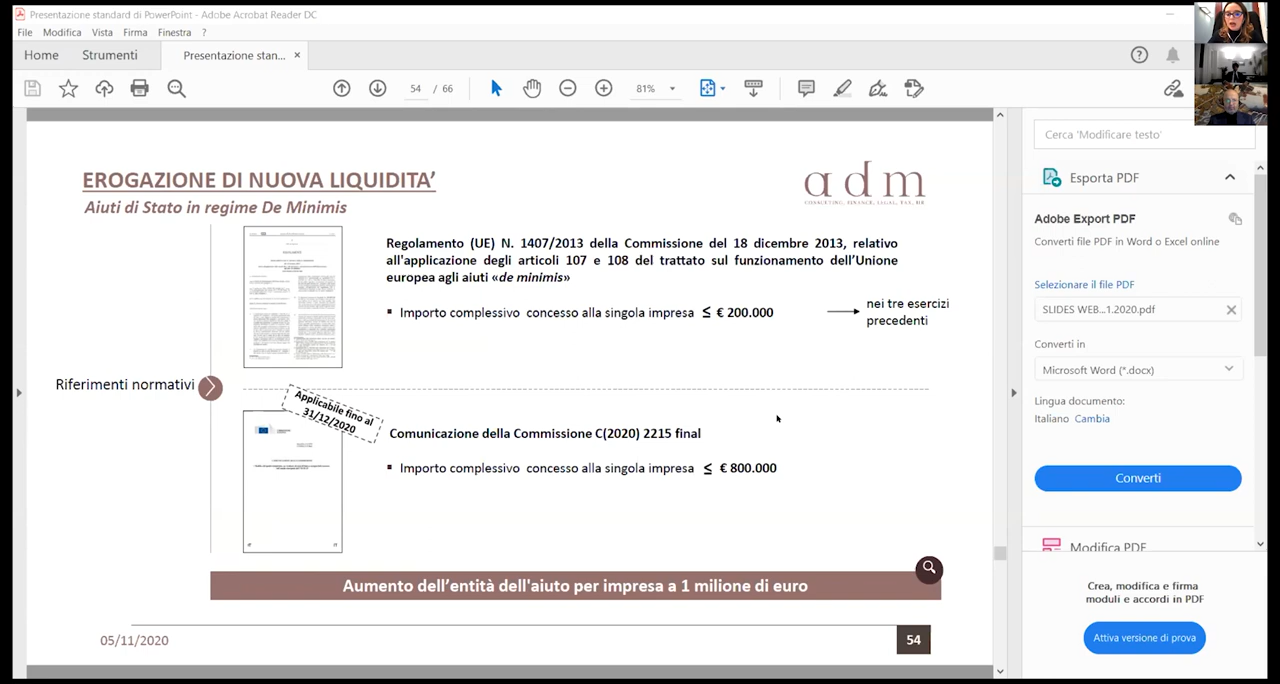 Presentazione standard di PowerPoint - Adobe Acrobat Reader DC
File Modifica Vista Firma Finestra ?
Home Strumenti Presentazione stan... ×
54 / 66 81%
Cerca 'Modificare testo'
EROGAZIONE DI NUOVA LIQUIDITA'
Aiuti di Stato in regime De Minimis
adm
CONSULTING, FINANCE, LEGAL, TAX, HR
Regolamento (UE) N. 1407/2013 della Commissione del 18 dicembre 2013, relativo
all'applicazione degli articoli 107 e 108 del trattato sul funzionamento dell'Unione
europea agli aiuti «de minimis»
▪ Importo complessivo concesso alla singola impresa ≤ € 200.000
nei tre esercizi
precedenti
Riferimenti normativi
Applicabile fino al
31/12/2020
Comunicazione della Commissione C(2020) 2215 final
▪ Importo complessivo concesso alla singola impresa ≤ € 800.000
Aumento dell'entità dell'aiuto per impresa a 1 milione di euro
05/11/2020
54
Esporta PDF
Adobe Export PDF
Converti file PDF in Word o Excel online
Selezionare il file PDF
SLIDES WEB...1.2020.pdf
Converti in
Microsoft Word (*.docx)
Lingua documento:
Italiano Cambia
Converti
Modifica PDF
Crea, modifica e firma
moduli e accordi in PDF
Attiva versione di prova